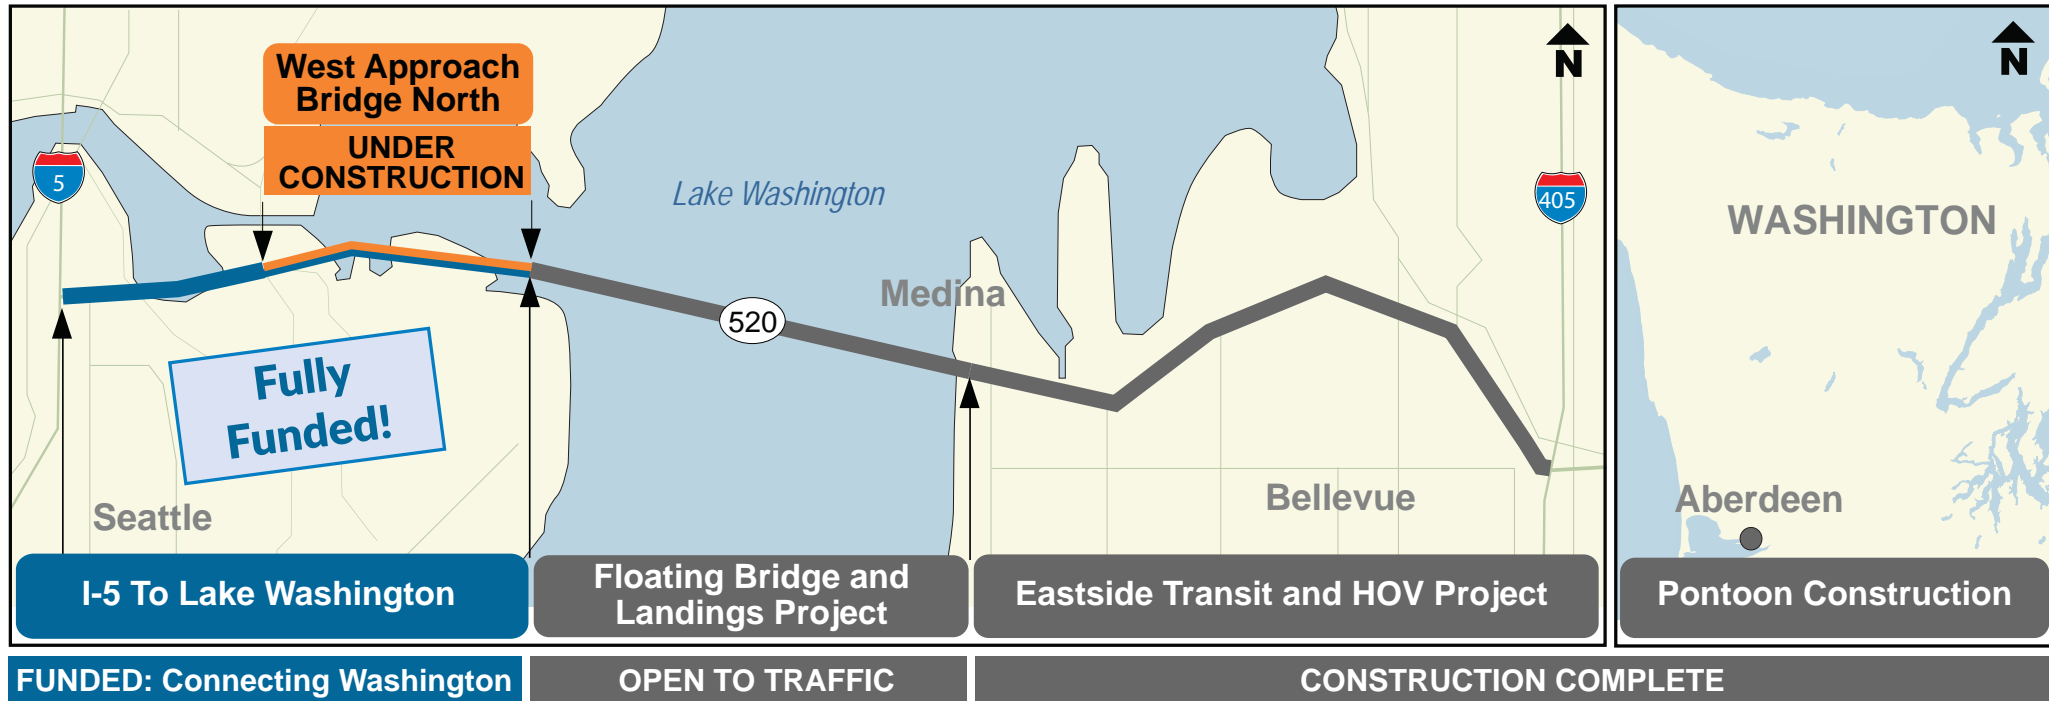 West Approach
Bridge North
UNDER
CONSTRUCTION
N
N
5
Lake Washington
405
WASHINGTON
Medina
520
Fully
Funded!
Seattle
Bellevue
Aberdeen
I-5 To Lake Washington
Floating Bridge and
Landings Project
Eastside Transit and HOV Project
Pontoon Construction
FUNDED: Connecting Washington
OPEN TO TRAFFIC
CONSTRUCTION COMPLETE